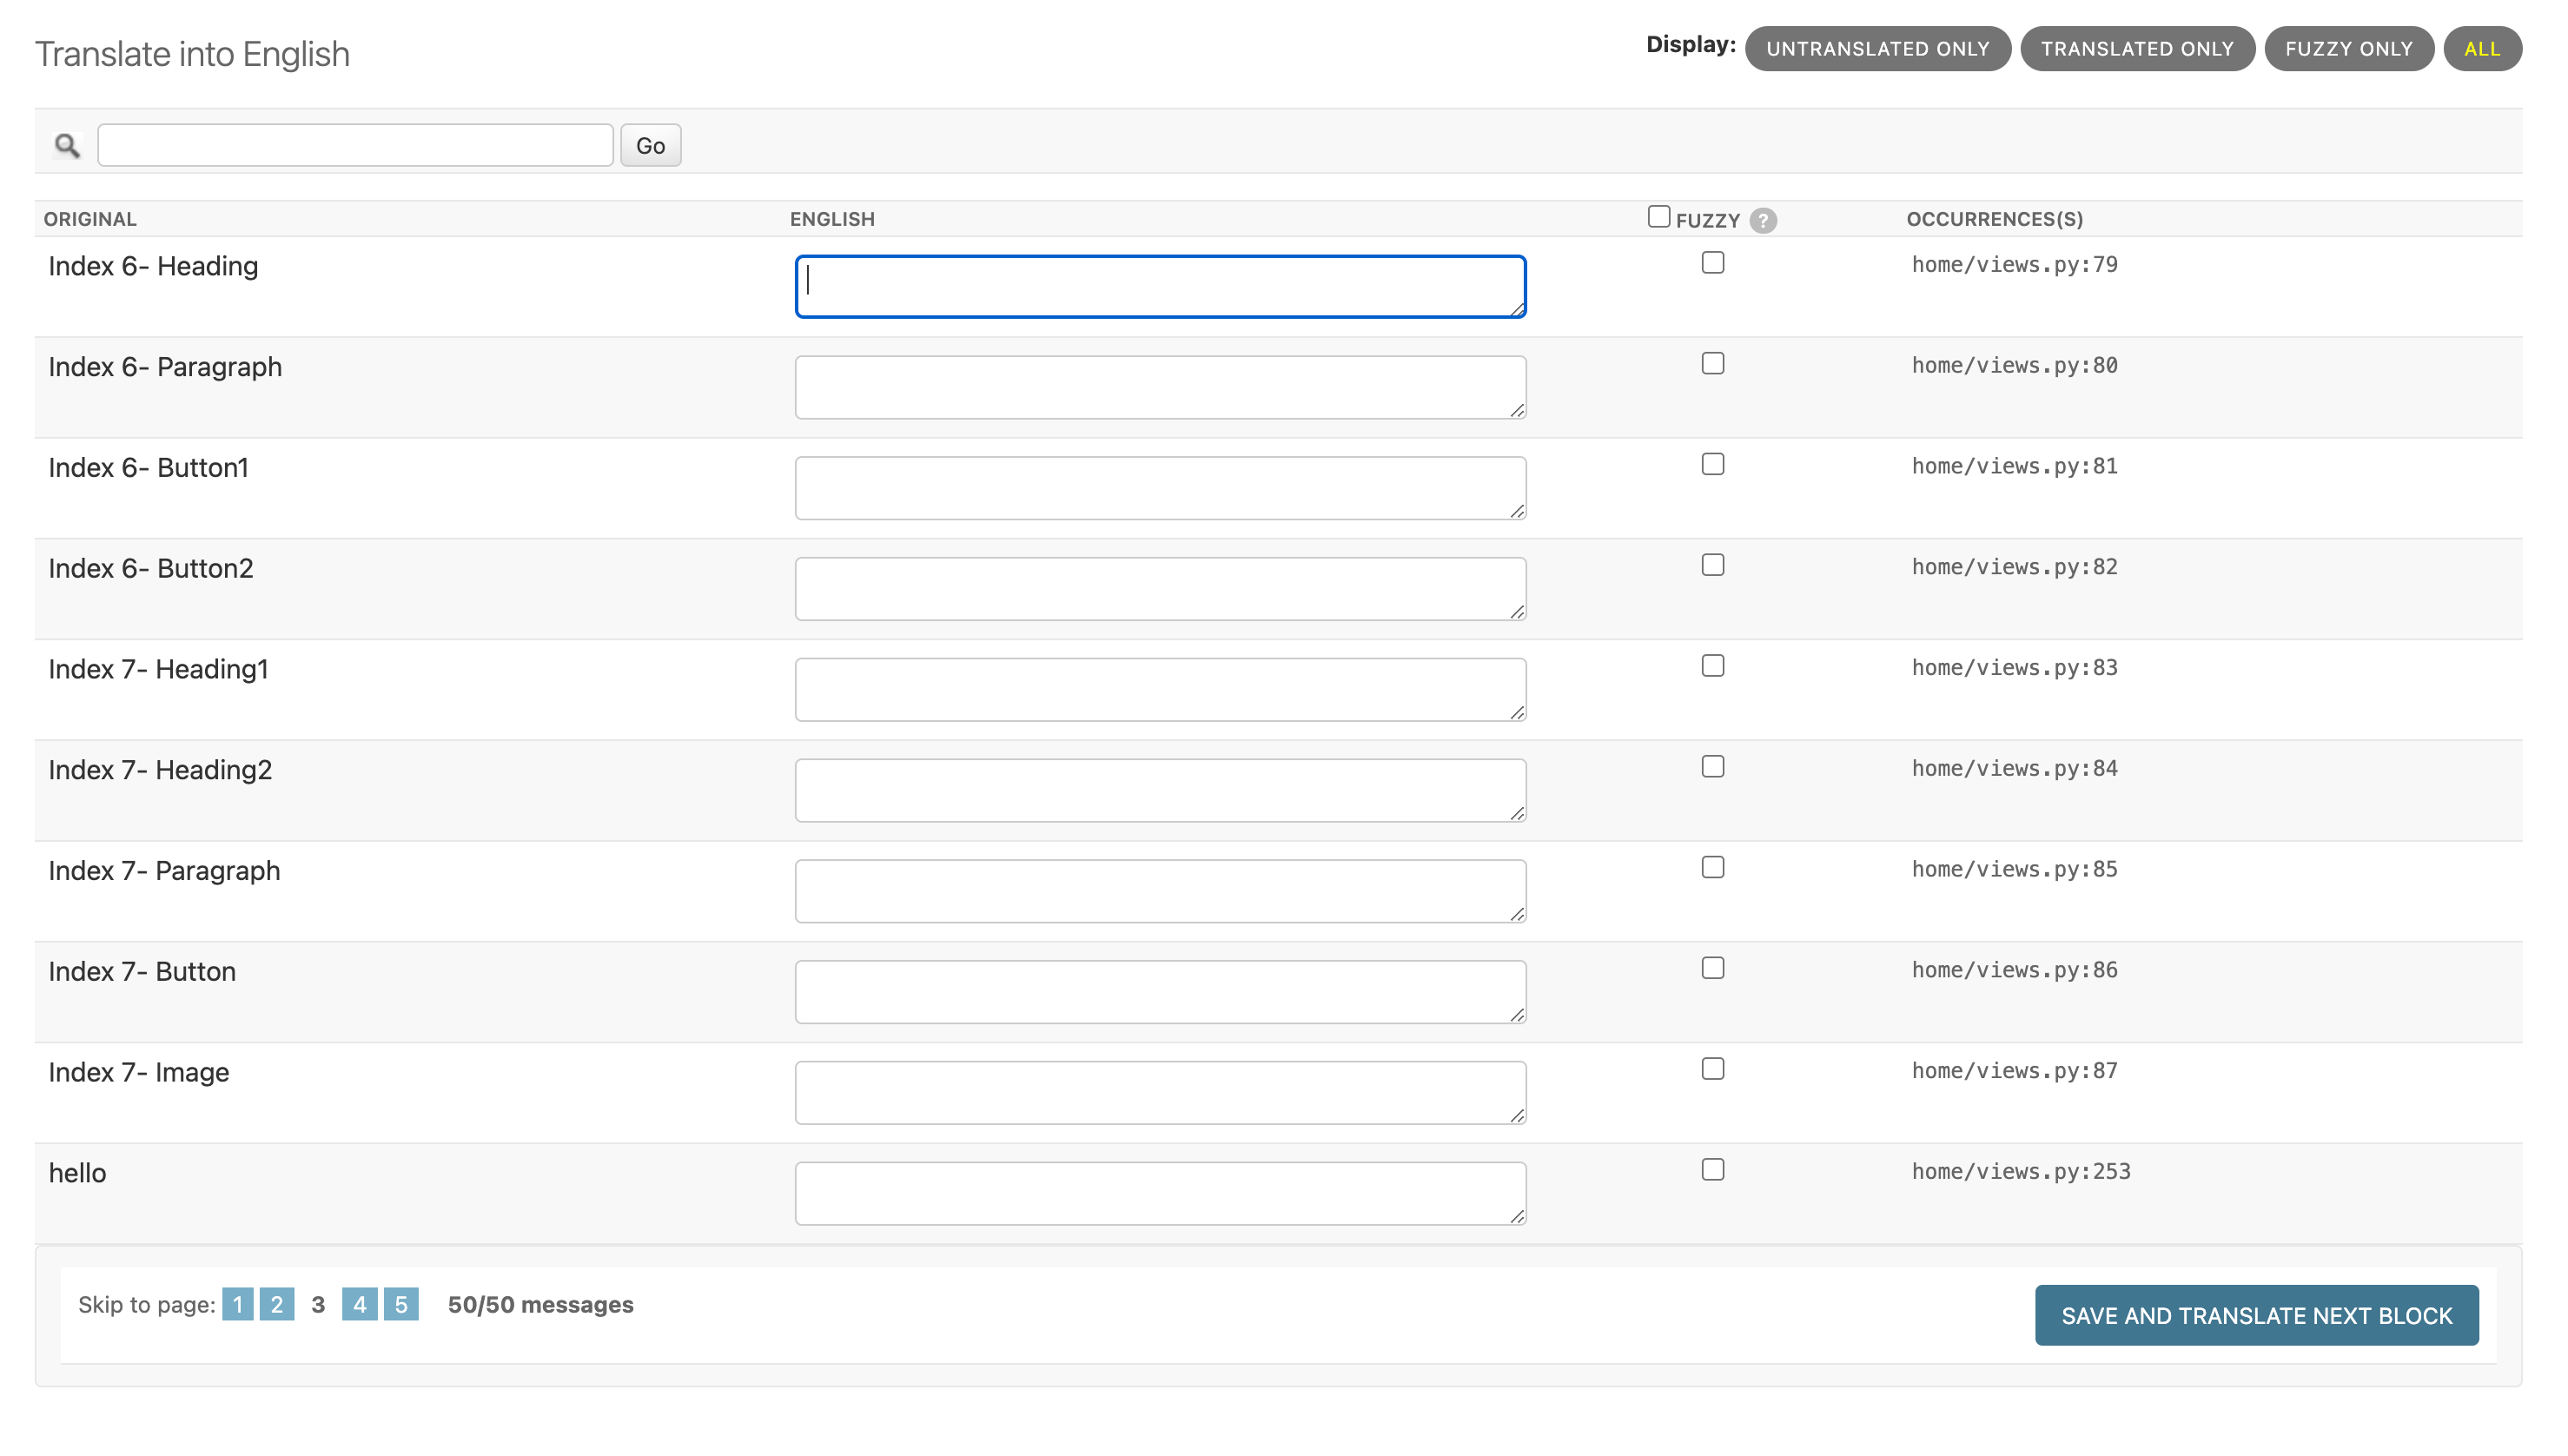 Translate into English
Display: UNTRANSLATED ONLY TRANSLATED ONLY FUZZY ONLY ALL
Go
ORIGINAL ENGLISH FUZZY ? OCCURRENCES(S)
Index 6- Heading home/views.py:79
Index 6- Paragraph home/views.py:80
Index 6- Button1 home/views.py:81
Index 6- Button2 home/views.py:82
Index 7- Heading1 home/views.py:83
Index 7- Heading2 home/views.py:84
Index 7- Paragraph home/views.py:85
Index 7- Button home/views.py:86
Index 7- Image home/views.py:87
hello home/views.py:253
Skip to page: 1 2 3 4 5 50/50 messages
SAVE AND TRANSLATE NEXT BLOCK